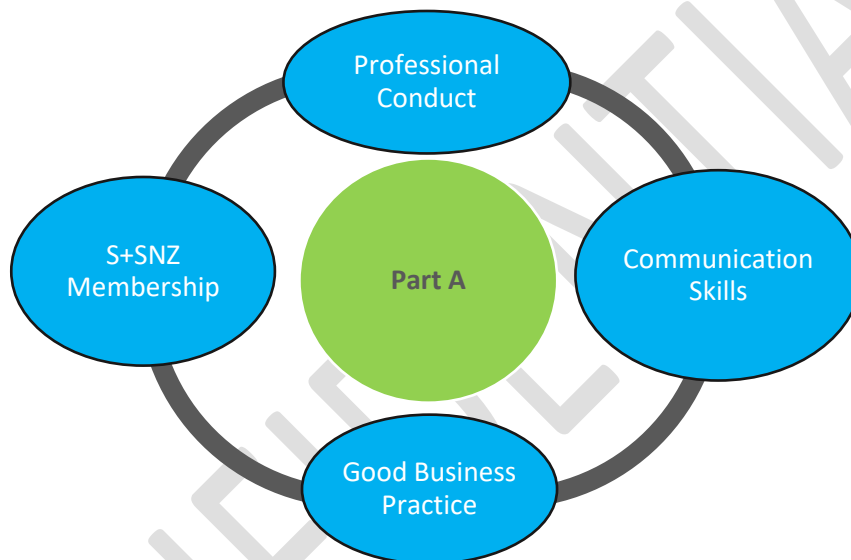 Professional
Conduct
S+SNZ
Membership
Part A
Communication
Skills
Good Business
Practice